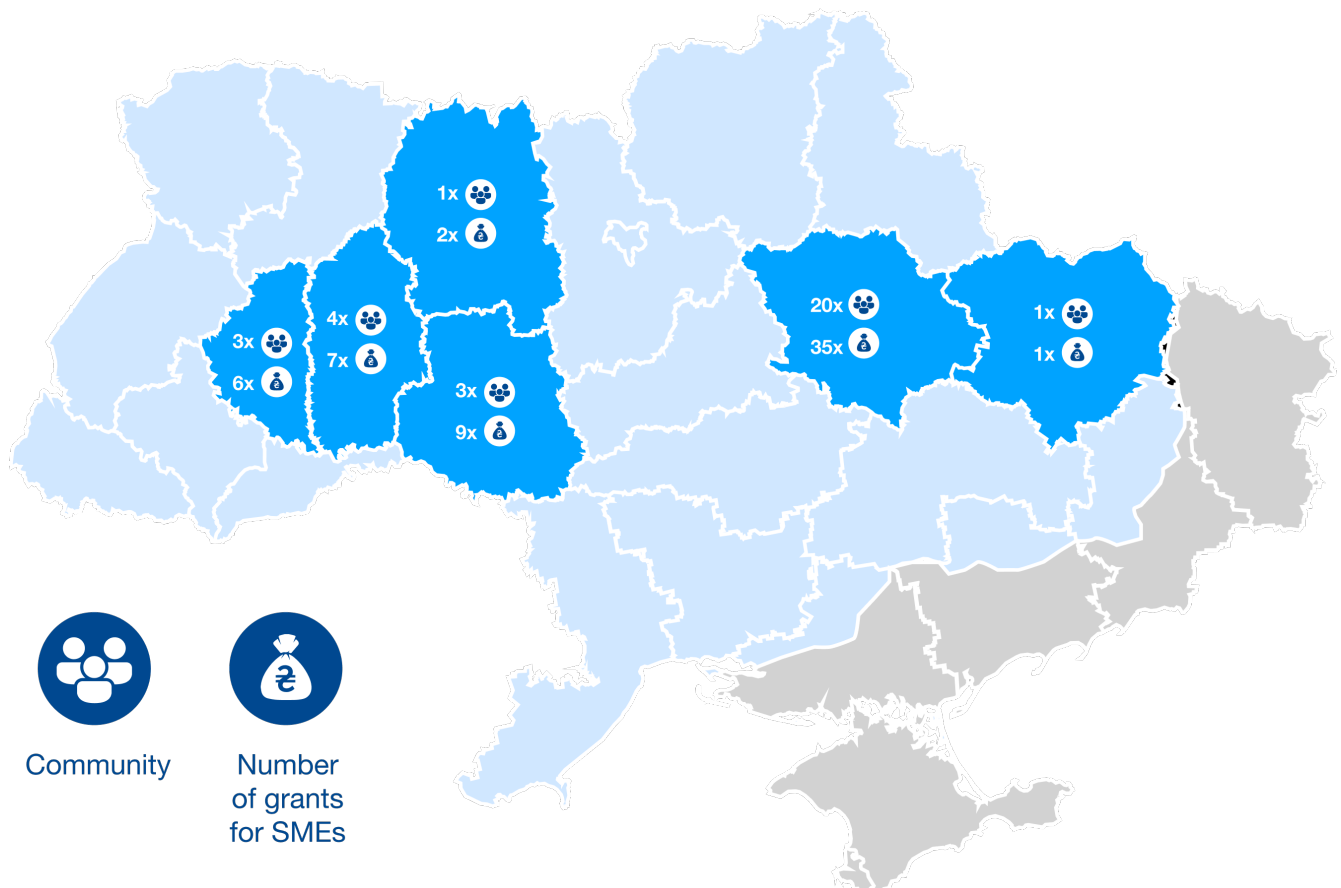 1x
2x
20x
35x
1x
1x
4x
7x
3x
6x
3x
9x
Community
Number
of grants
for SMEs